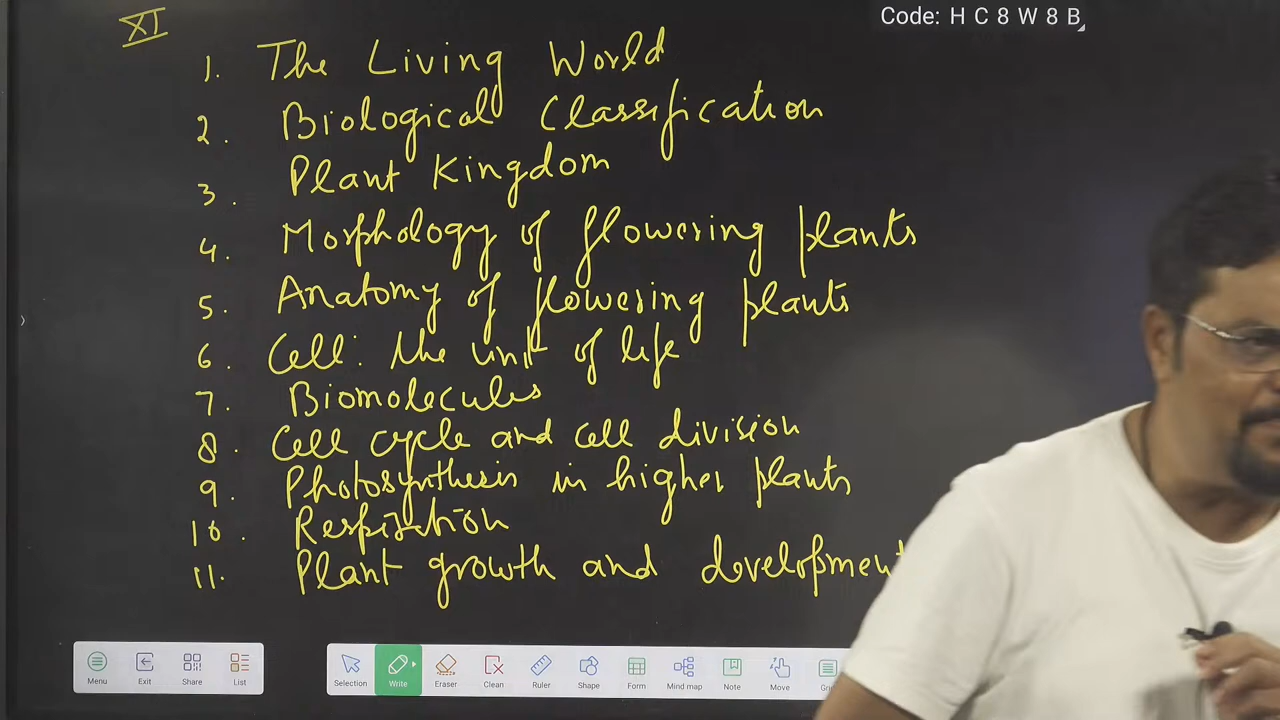 XI
Code: H C 8 W 8 B
1. The Living World
2. Biological Classification
3. Plant Kingdom
4. Morphology of flowering plants
5. Anatomy of flowering plants
6. Cell: the unit of life
7. Biomolecules
8. Cell cycle and cell division
9. Photosynthesis in higher plants
10. Respiration
11. Plant growth and development
Menu Exit Share List Selection Write Eraser Clean Ruler Shape Form Mind map Note Move